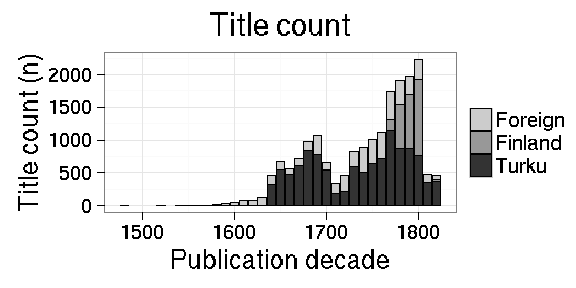 Title count
Title count (n)
2000
1500
1000
500
0
1500 1600 1700 1800
Publication decade
Foreign
Finland
Turku